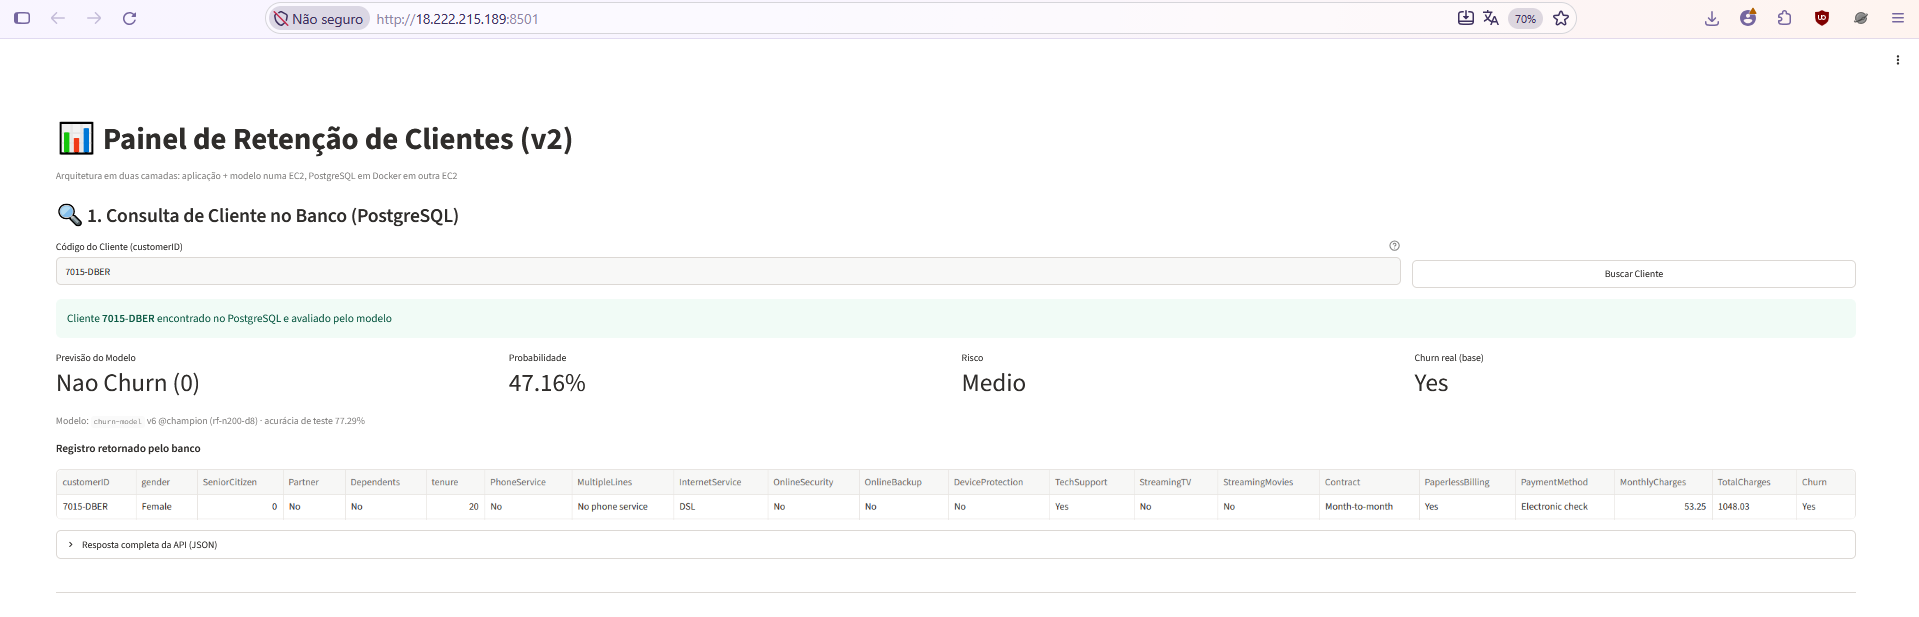 Não seguro http://18.222.215.189:8501 70%
Painel de Retenção de Clientes (v2)
Arquitetura em duas camadas: aplicação + modelo numa EC2, PostgreSQL em Docker em outra EC2
1. Consulta de Cliente no Banco (PostgreSQL)
Código do Cliente (customerID)
7015-DBER Buscar Cliente
Cliente 7015-DBER encontrado no PostgreSQL e avaliado pelo modelo
Previsão do Modelo Probabilidade Risco Churn real (base)
Nao Churn (0) 47.16% Medio Yes
Modelo: churn-model v6 @champion (rf-n200-d8) · acurácia de teste 77.29%
Registro retornado pelo banco
customerID gender SeniorCitizen Partner Dependents tenure PhoneService MultipleLines InternetService OnlineSecurity OnlineBackup DeviceProtection TechSupport StreamingTV StreamingMovies Contract PaperlessBilling PaymentMethod MonthlyCharges TotalCharges Churn
7015-DBER Female 0 No No 20 No No phone service DSL No No No Yes No No Month-to-month Yes Electronic check 53.25 1048.03 Yes
Resposta completa da API (JSON)